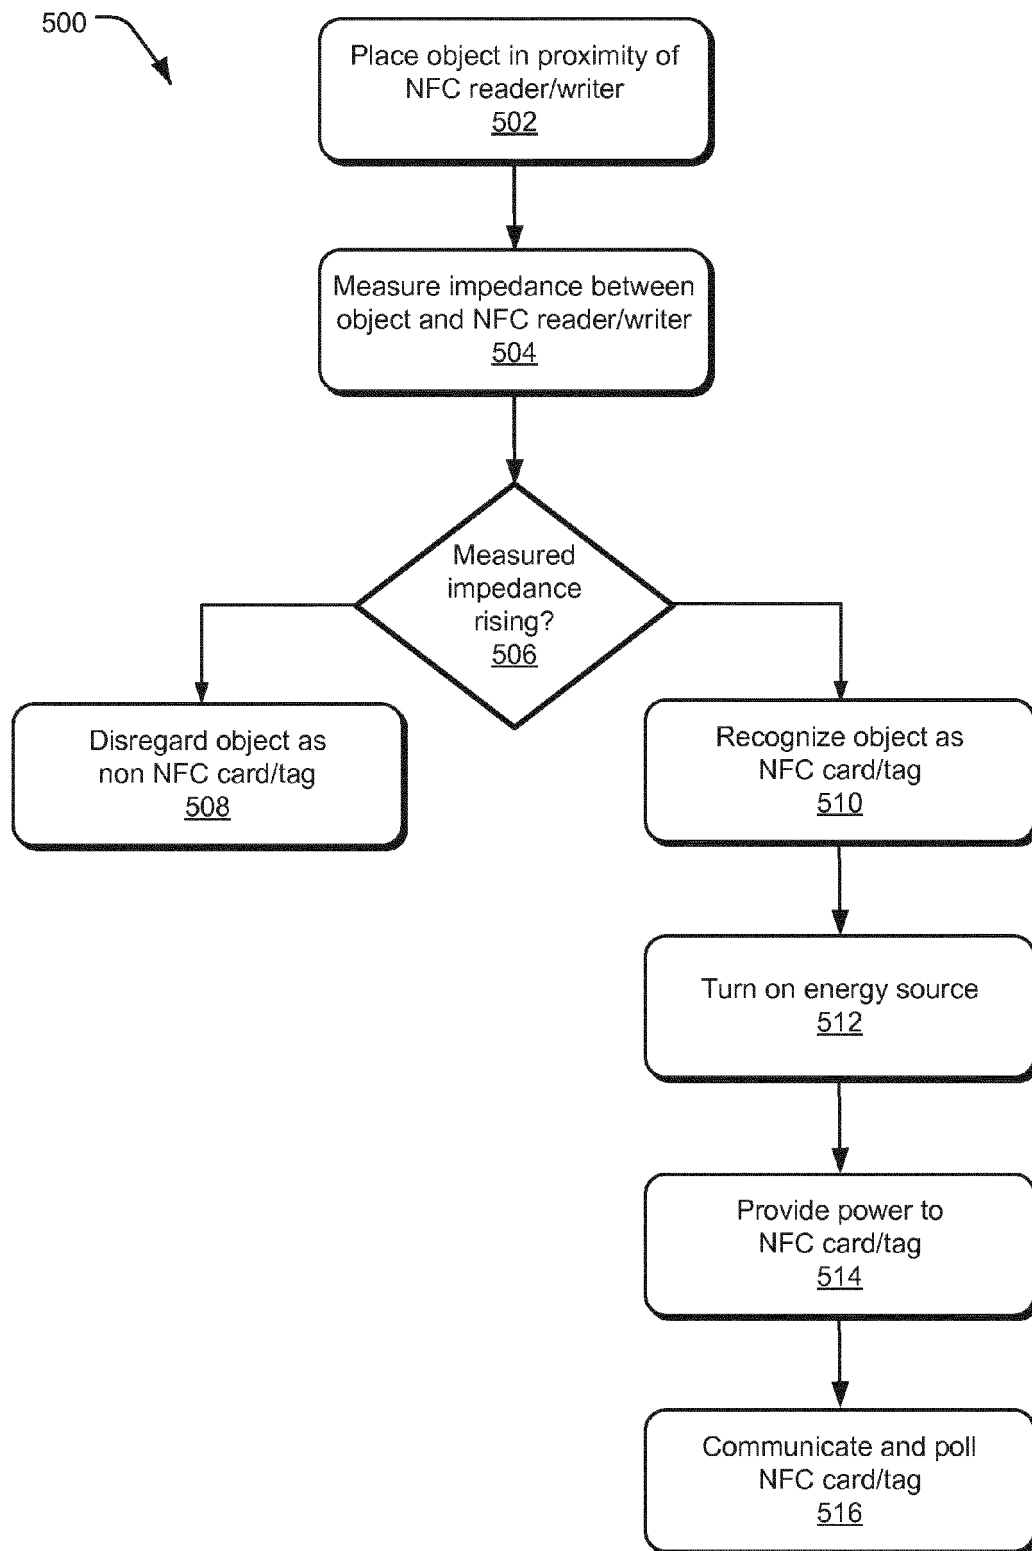 500
Place object in proximity of
NFC reader/writer
502
Measure impedance between
object and NFC reader/writer
504
Measured
impedance
rising?
506
Disregard object as
non NFC card/tag
508
Recognize object as
NFC card/tag
510
Turn on energy source
512
Provide power to
NFC card/tag
514
Communicate and poll
NFC card/tag
516